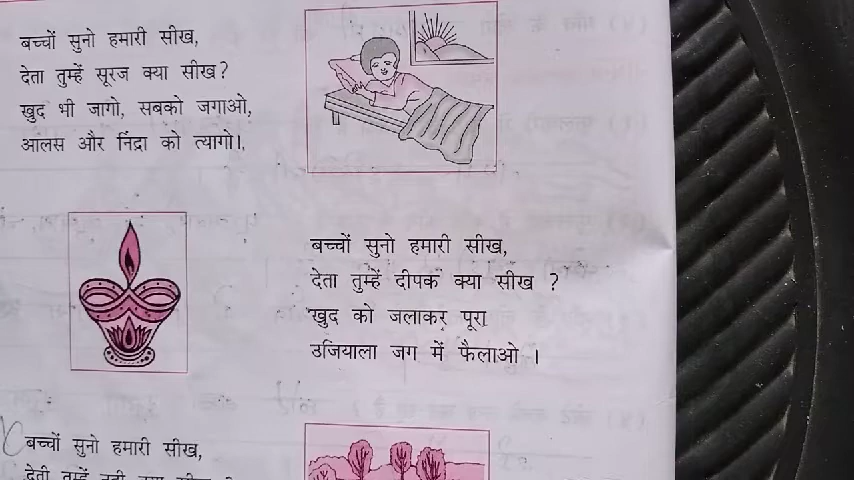 बच्चों सुनो हमारी सीख,
देता तुम्हें सूरज क्या सीख?
खुद भी जागो, सबको जगाओ,
आलस और निंद्रा को त्यागो।
बच्चों सुनो हमारी सीख,
देता तुम्हें दीपक क्या सीख ?
खुद को जलाकर पूरा
उजियाला जग में फैलाओ ।
बच्चों सुनो हमारी सीख,